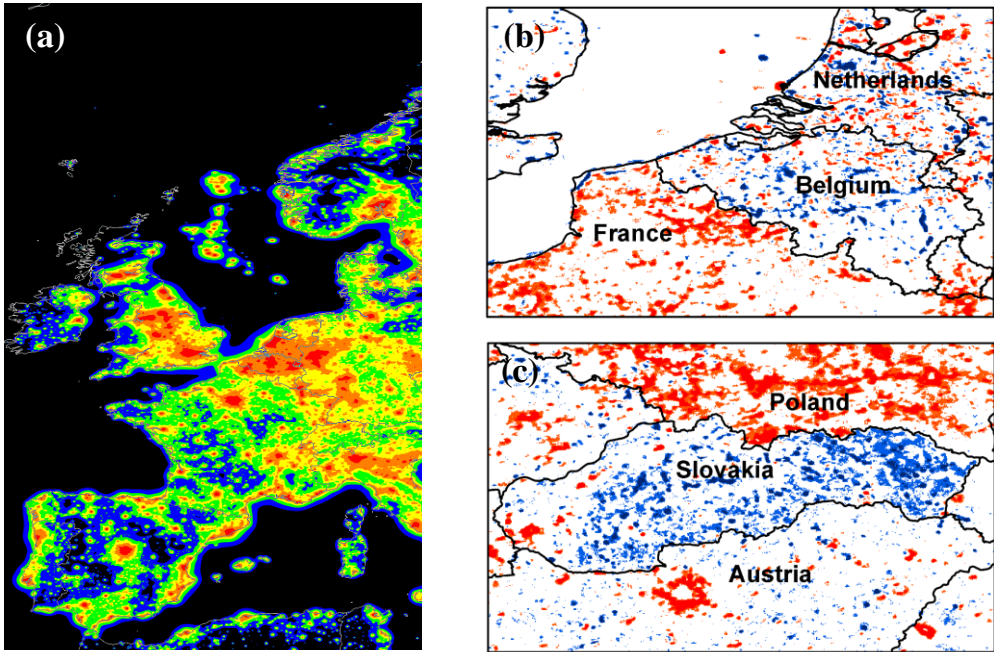 (a)
(b)
Netherlands
Belgium
France
(c)
Poland
Slovakia
Austria